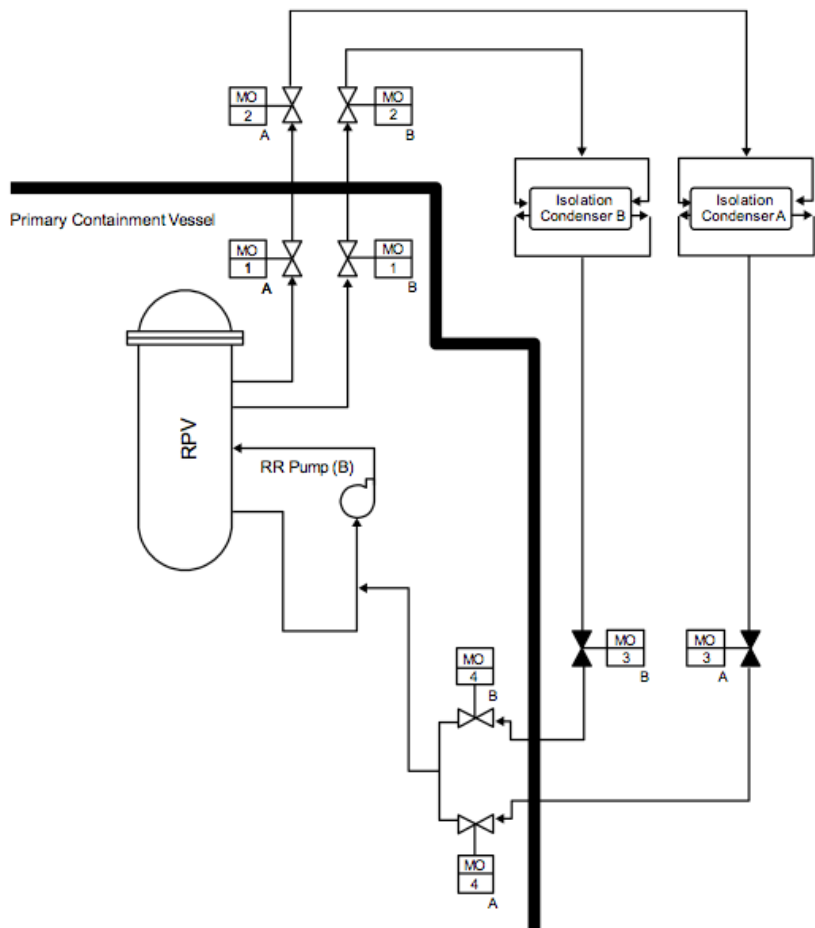 MO
2
A
MO
2
B
Primary Containment Vessel
Isolation
Condenser B
Isolation
Condenser A
MO
1
A
MO
1
B
RPV
RR Pump (B)
MO
3
B
MO
3
A
MO
4
B
MO
4
A